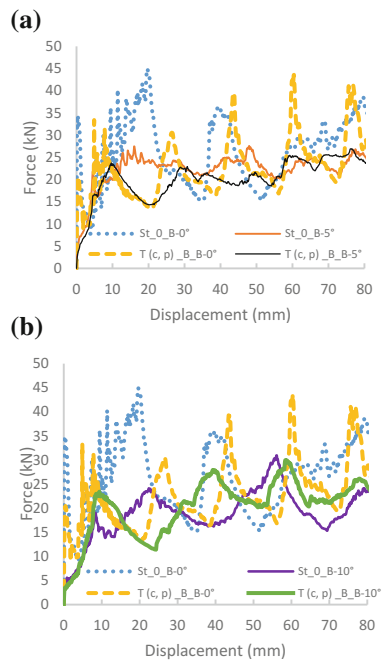 (a)
50
45
40
35
30
25
20
15
10
5
0
Force (kN)
0 10 20 30 40 50 60 70 80
St_0_B-0° St_0_B-5°
T (c, p) _B_B-0° T (c, p) _B_B-5°
Displacement (mm)
(b)
50
45
40
35
30
25
20
15
10
5
0
Force (kN)
St_0_B-0° St_0_B-10°
T (c, p) _B_B-0° T (c, p) _B_B-10°
0 10 20 30 40 50 60 70 80
Displacement (mm)